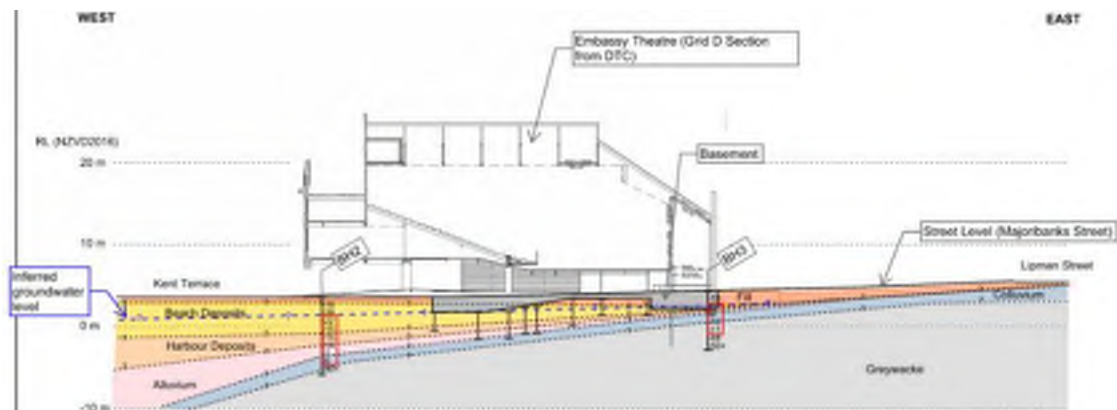 WEST
EAST
Embassy Theatre (Grid D Section
from DTC)
RL (NZVD2016)
20 m
Basement
10 m
BH2
BH3
Street Level (Majoribanks Street)
Lipman Street
Inferred
groundwater
level
Kent Terrace
Fill
Colluvium
Beach Deposits
0 m
Harbour Deposits
Greywacke
Alluvium
-10 m